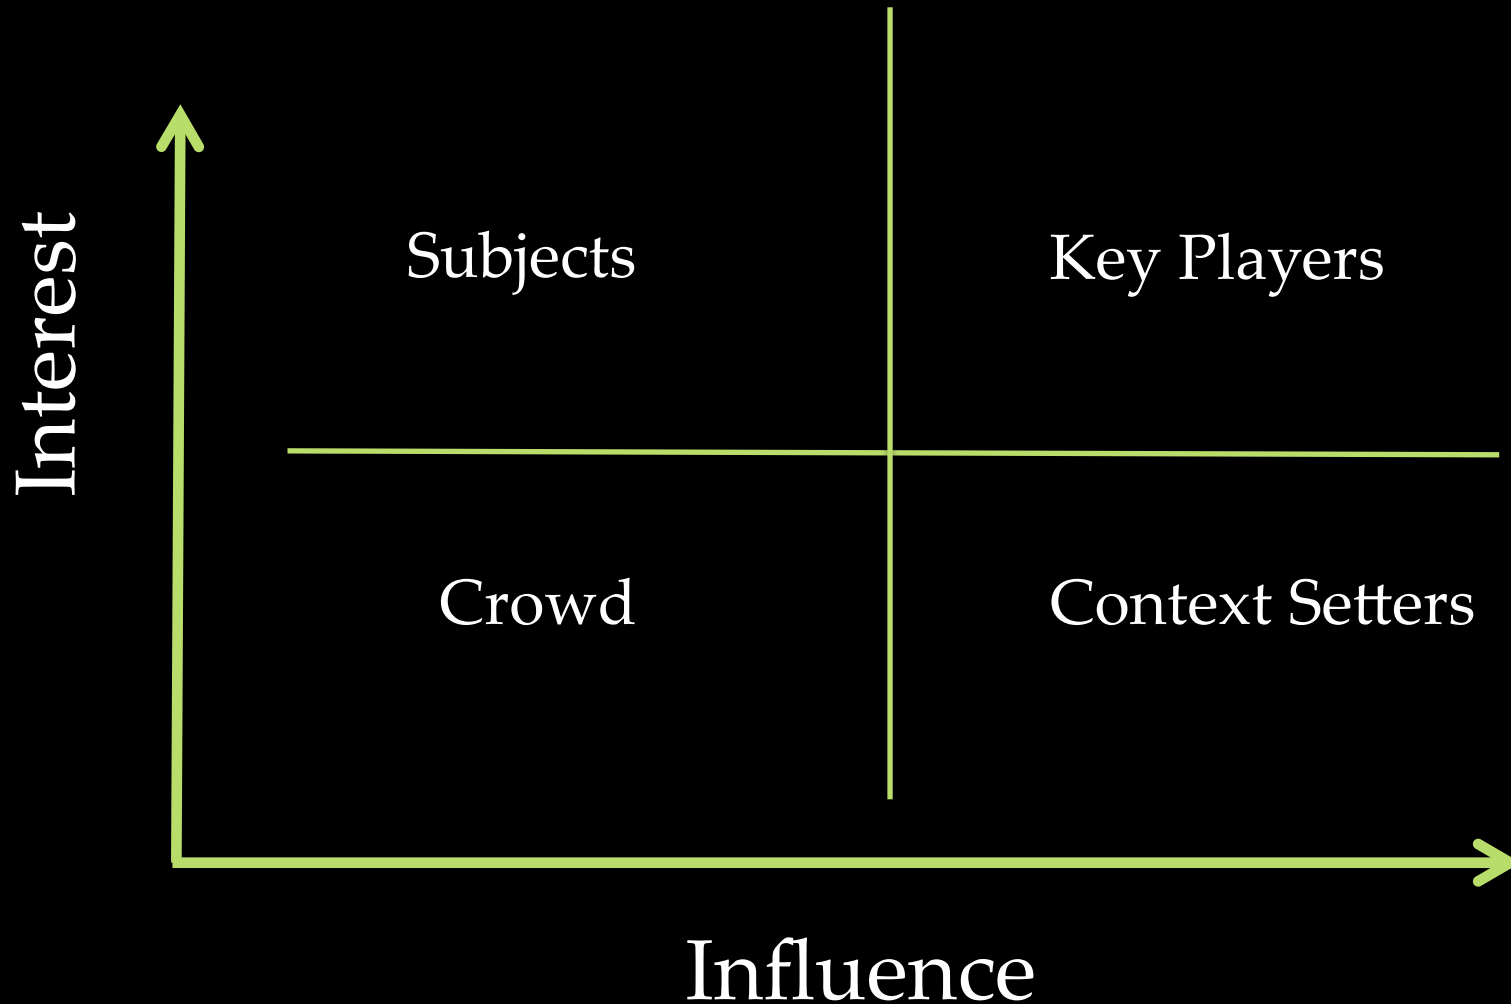 Interest
Subjects
Key Players
Crowd
Context Setters
Influence